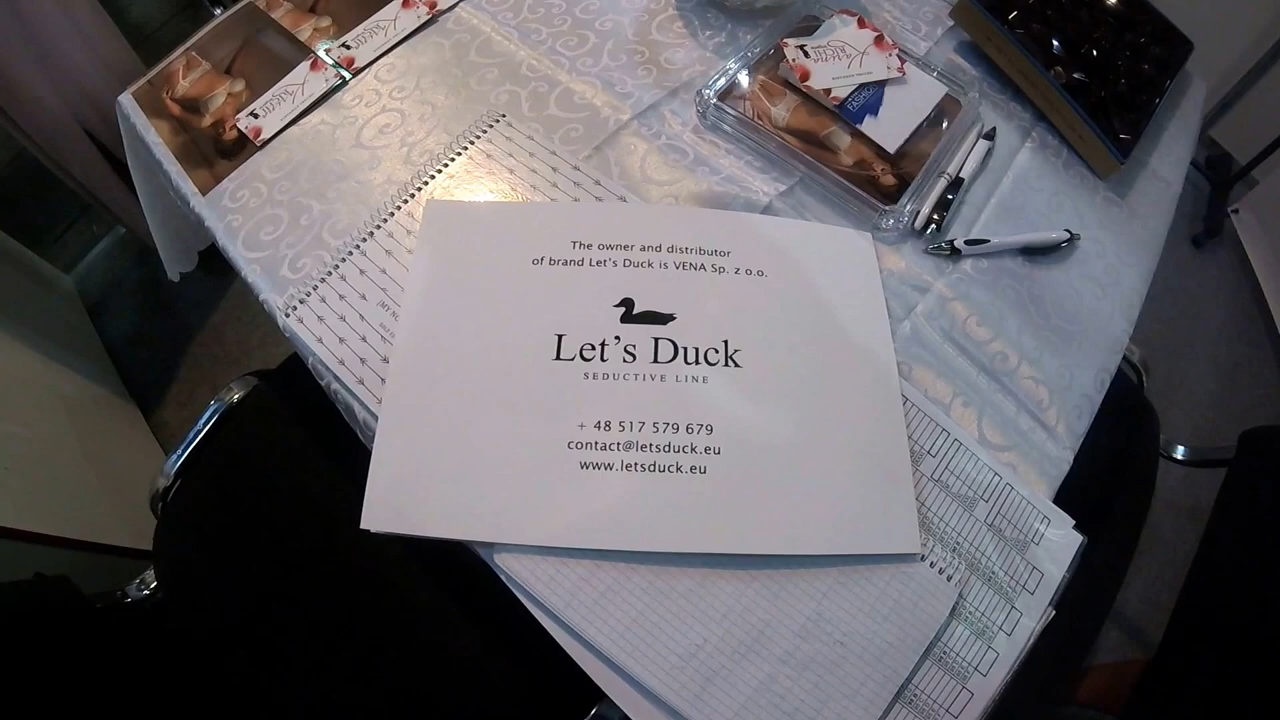 The owner and distributor
of brand Let's Duck is VENA Sp. z o.o.
Let's Duck
SEDUCTIVE LINE
+ 48 517 579 679
contact@letsduck.eu
www.letsduck.eu
FASHION